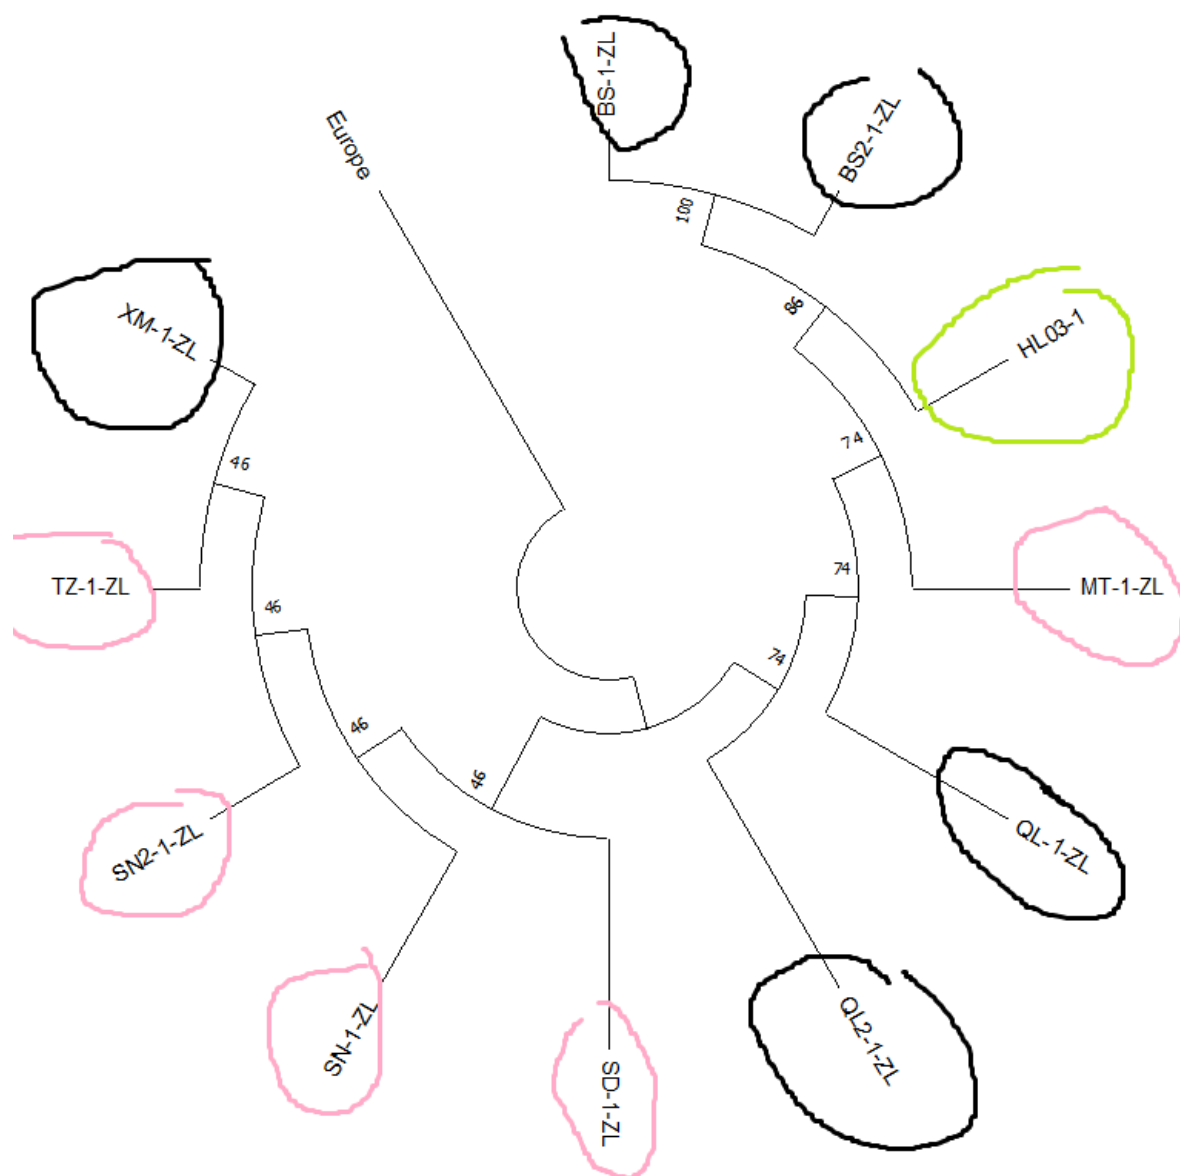 BS-1-ZL
BS2-1-ZL
Europe
100
86
HL03-1
XM-1-ZL
74
46
TZ-1-ZL
74
MT-1-ZL
46
74
46
46
SN2-1-ZL
QL-1-ZL
SN-1-ZL
SD-1-ZL
QL2-1-ZL